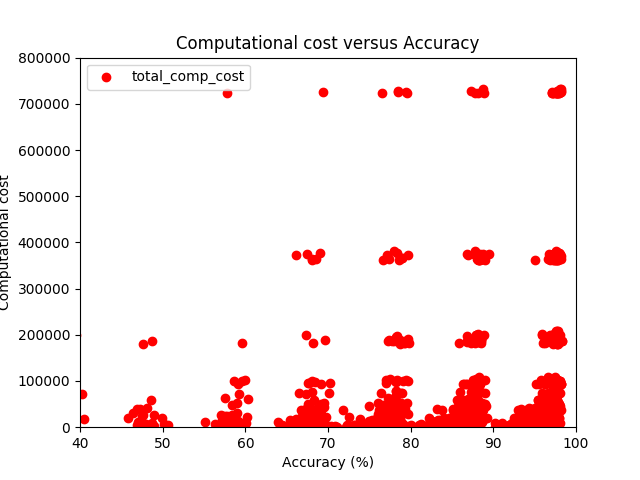 Computational cost versus Accuracy
total_comp_cost
800000
700000
600000
500000
400000
300000
200000
100000
0
Computational cost
40 50 60 70 80 90 100
Accuracy (%)